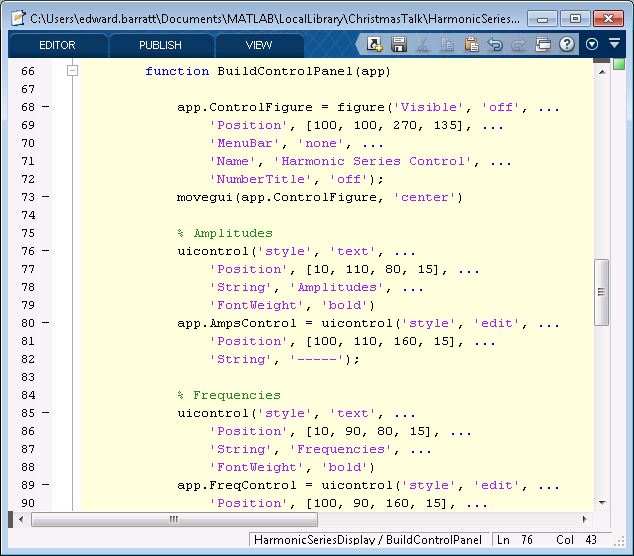 C:\Users\edward.barratt\Documents\MATLAB\LocalLibrary\ChristmasTalk\HarmonicSeries...
EDITOR PUBLISH VIEW
66 function BuildControlPanel(app)
67
68 – app.ControlFigure = figure('Visible', 'off', ...
69 'Position', [100, 100, 270, 135], ...
70 'MenuBar', 'none', ...
71 'Name', 'Harmonic Series Control', ...
72 'NumberTitle', 'off');
73 – movegui(app.ControlFigure, 'center')
74
75 % Amplitudes
76 – uicontrol('style', 'text', ...
77 'Position', [10, 110, 80, 15], ...
78 'String', 'Amplitudes', ...
79 'FontWeight', 'bold')
80 – app.AmpsControl = uicontrol('style', 'edit', ...
81 'Position', [100, 110, 160, 15], ...
82 'String', '-----');
83
84 % Frequencies
85 – uicontrol('style', 'text', ...
86 'Position', [10, 90, 80, 15], ...
87 'String', 'Frequencies', ...
88 'FontWeight', 'bold')
89 – app.FreqControl = uicontrol('style', 'edit', ...
90 'Position', [100, 90, 160, 15], ...
HarmonicSeriesDisplay / BuildControlPanel Ln 76 Col 43